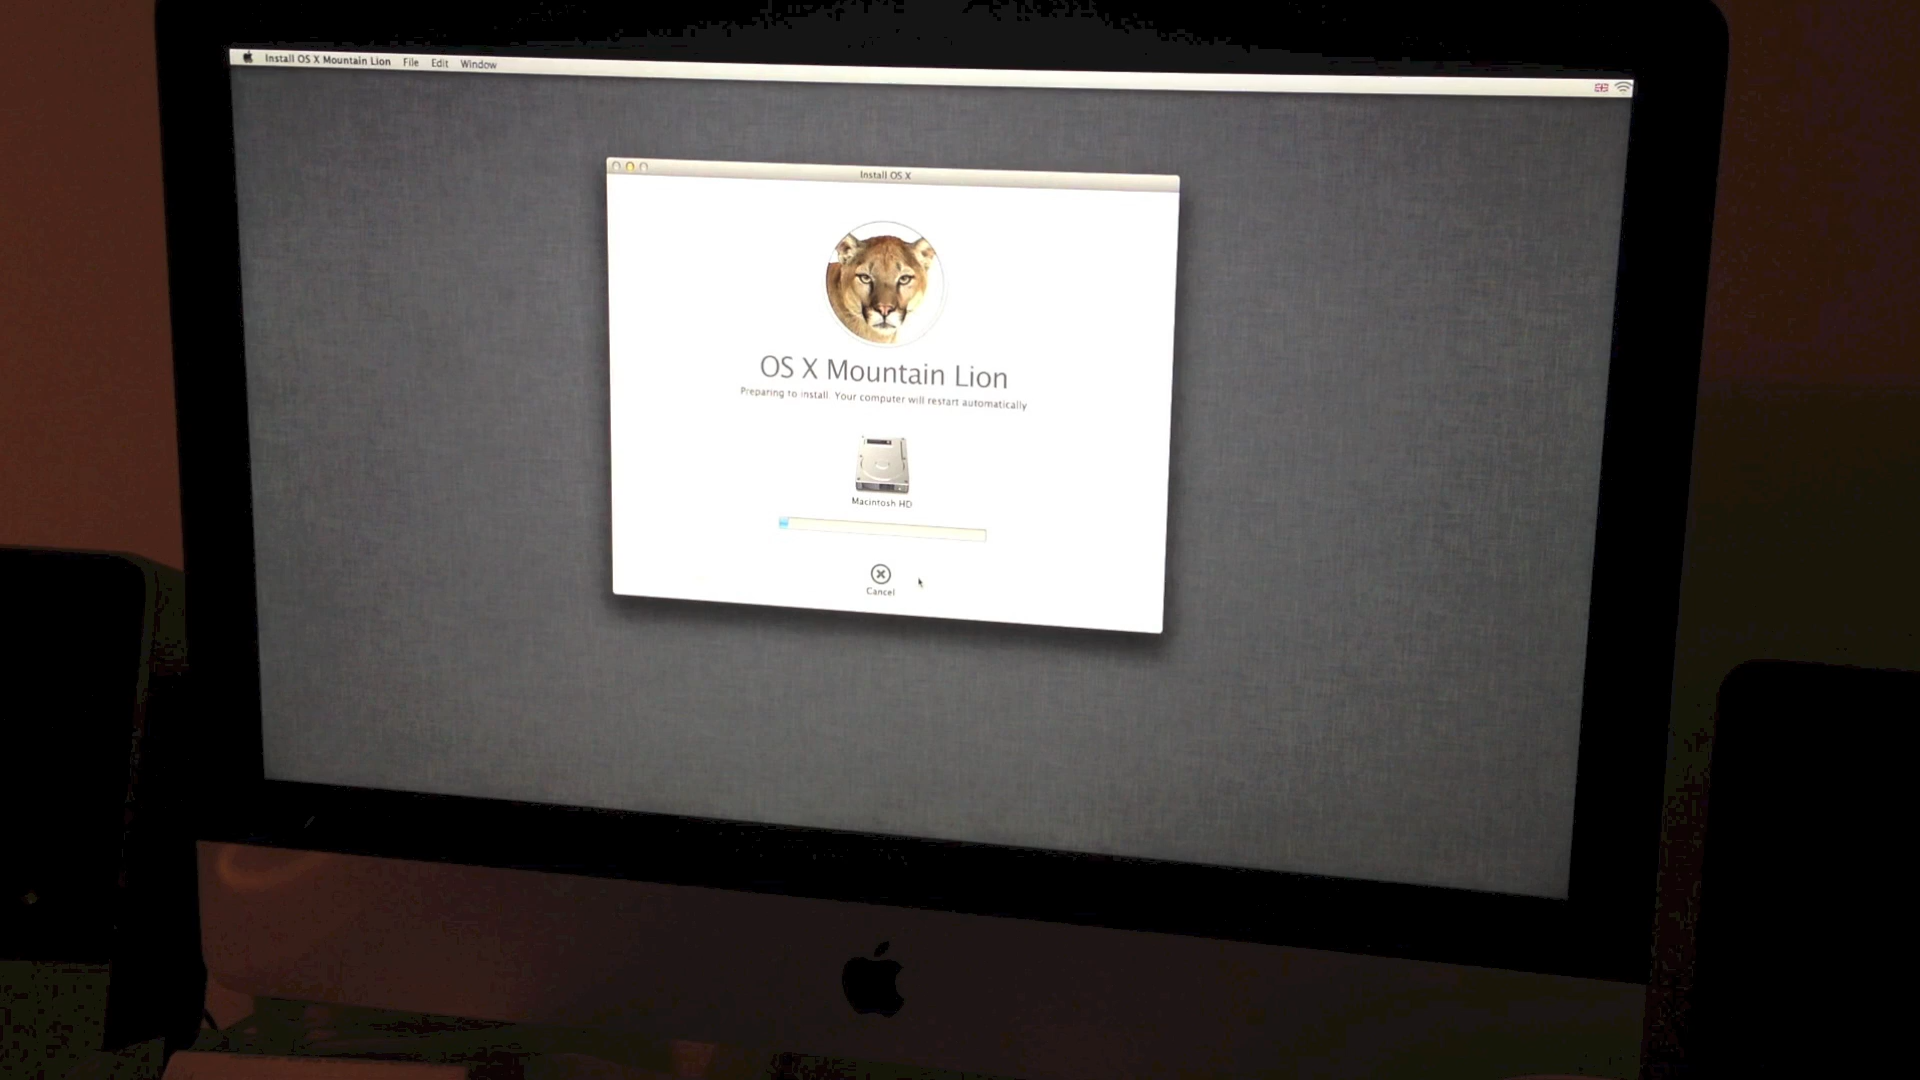 Install OS X Mountain Lion File Edit Window
Install OS X
OS X Mountain Lion
Preparing to install. Your computer will restart automatically
Macintosh HD
Cancel